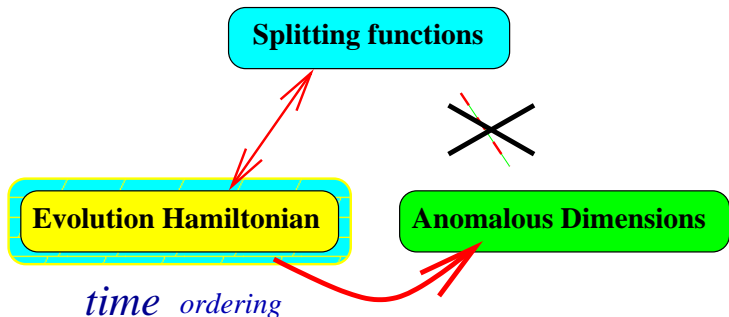 Splitting functions
Evolution Hamiltonian
Anomalous Dimensions
time ordering